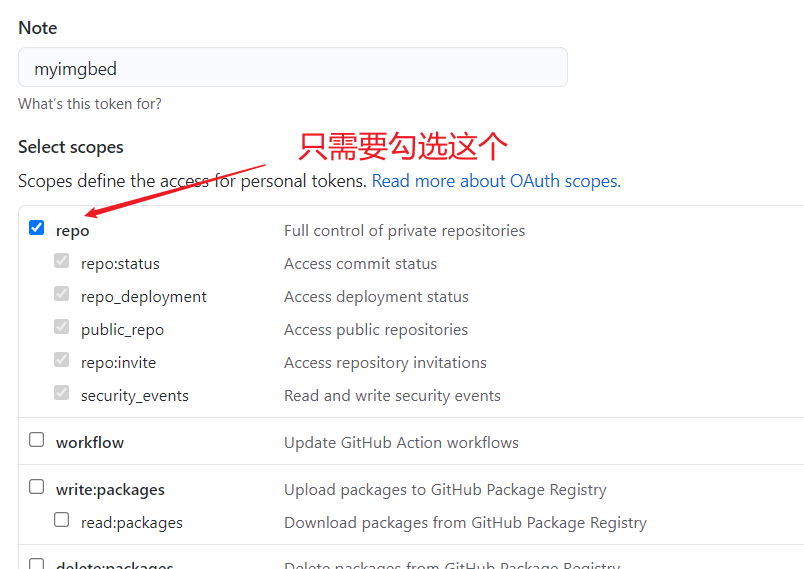 Note
myimgbed
What's this token for?
Select scopes
只需要勾选这个
Scopes define the access for personal tokens. Read more about OAuth scopes.
repo Full control of private repositories
repo:status Access commit status
repo_deployment Access deployment status
public_repo Access public repositories
repo:invite Access repository invitations
security_events Read and write security events
workflow Update GitHub Action workflows
write:packages Upload packages to GitHub Package Registry
read:packages Download packages from GitHub Package Registry
delete:packages Delete packages from GitHub Package Registry